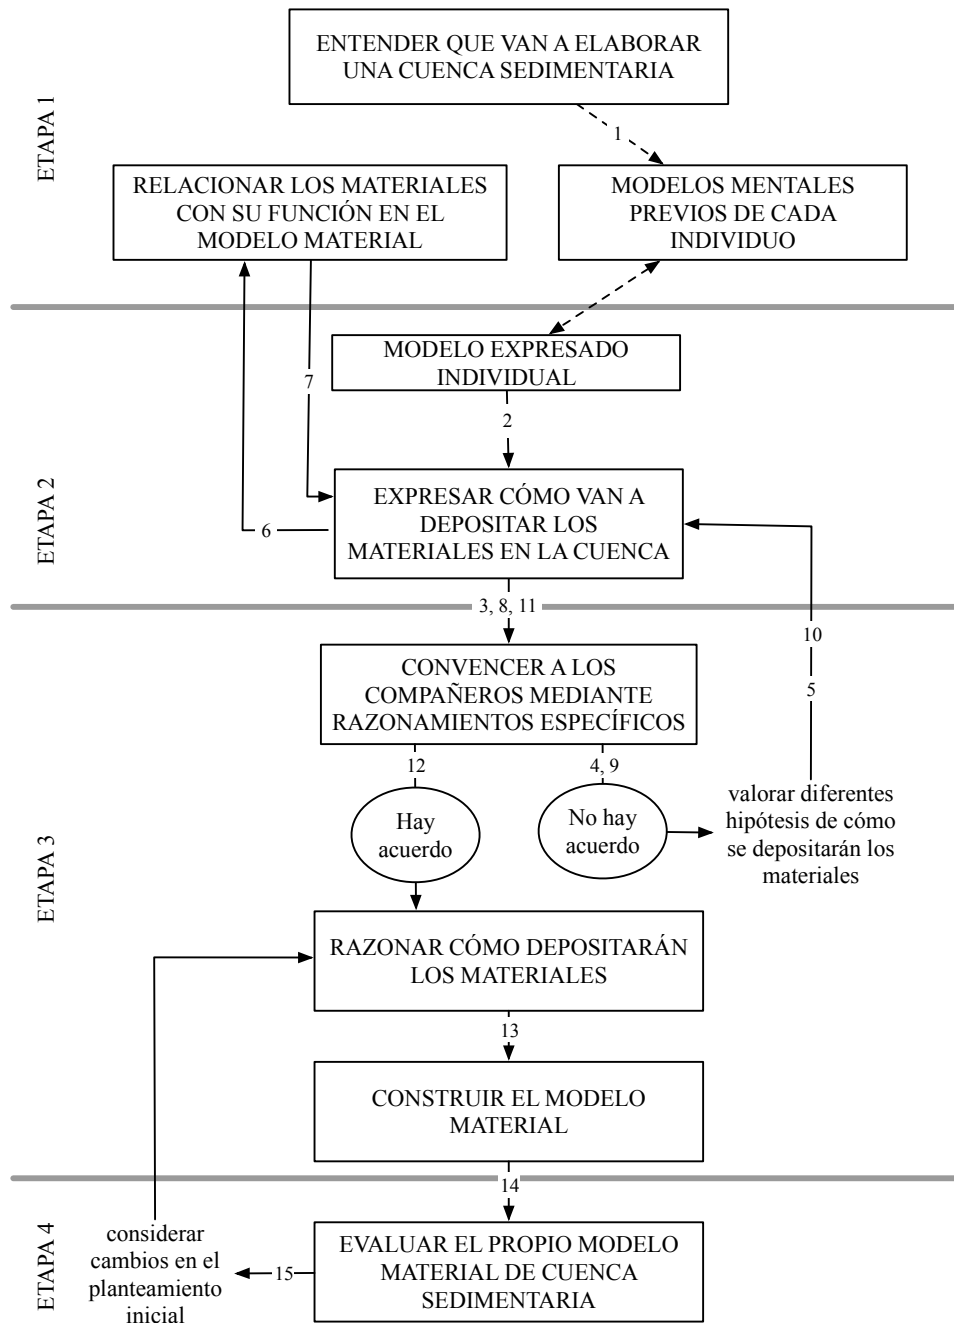 ENTENDER QUE VAN A ELABORAR
UNA CUENCA SEDIMENTARIA
ETAPA 1
1
RELACIONAR LOS MATERIALES
CON SU FUNCIÓN EN EL
MODELO MATERIAL
MODELOS MENTALES
PREVIOS DE CADA
INDIVIDUO
MODELO EXPRESADO
INDIVIDUAL
7
2
ETAPA 2
EXPRESAR CÓMO VAN A
DEPOSITAR LOS
MATERIALES EN LA CUENCA
6
3, 8, 11
10
5
CONVENCER A LOS
COMPAÑEROS MEDIANTE
RAZONAMIENTOS ESPECÍFICOS
12
4, 9
Hay
acuerdo
No hay
acuerdo
valorar diferentes
hipótesis de cómo
se depositarán los
materiales
ETAPA 3
RAZONAR CÓMO DEPOSITARÁN
LOS MATERIALES
13
CONSTRUIR EL MODELO
MATERIAL
14
ETAPA 4
EVALUAR EL PROPIO MODELO
MATERIAL DE CUENCA
SEDIMENTARIA
15
considerar
cambios en el
planteamiento
inicial